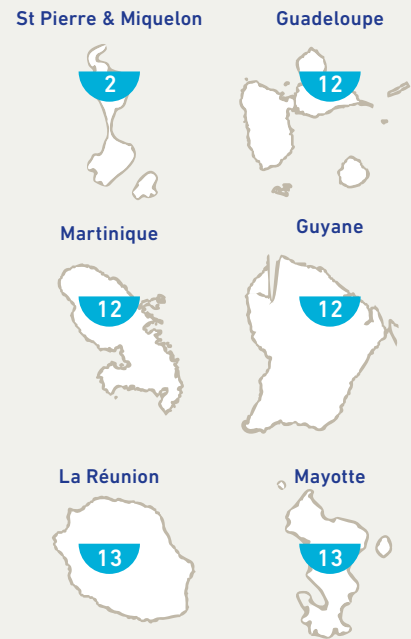 St Pierre & Miquelon
Guadeloupe
2
12
Martinique
Guyane
12
12
La Réunion
Mayotte
13
13